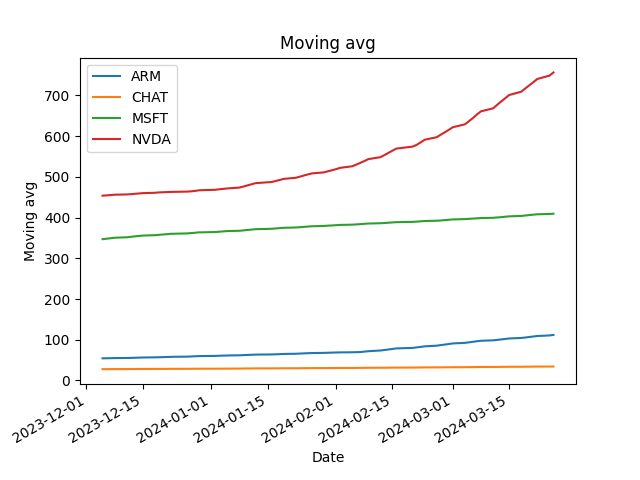 Moving avg
ARM
CHAT
MSFT
NVDA
Moving avg
700
600
500
400
300
200
100
0
2023-12-01
2023-12-15
2024-01-01
2024-01-15
2024-02-01
2024-02-15
2024-03-01
2024-03-15
Date